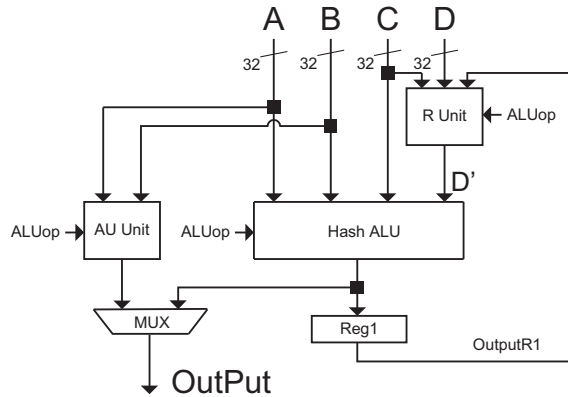 A B C D
32 32 32 32
R Unit
ALUop
D'
ALUop
AU Unit
ALUop
Hash ALU
MUX
Reg1
OutputR1
OutPut